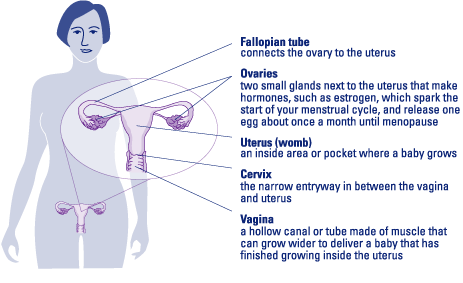 Fallopian tube
connects the ovary to the uterus
Ovaries
two small glands next to the uterus that make
hormones, such as estrogen, which spark the
start of your menstrual cycle, and release one
egg about once a month until menopause
Uterus (womb)
an inside area or pocket where a baby grows
Cervix
the narrow entryway in between the vagina
and uterus
Vagina
a hollow canal or tube made of muscle that
can grow wider to deliver a baby that has
finished growing inside the uterus